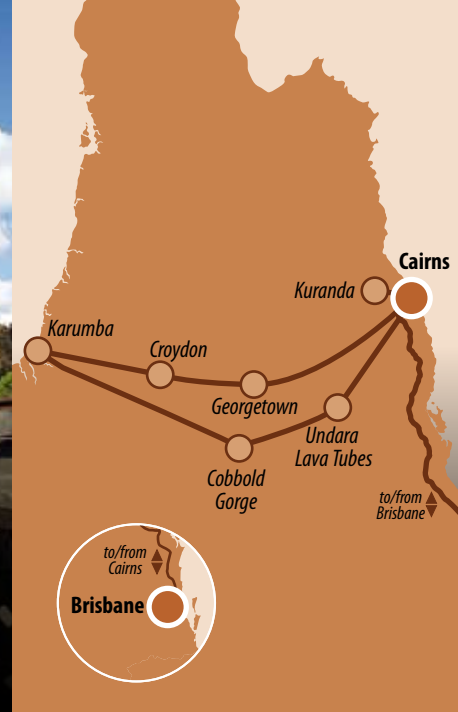 Cairns
Kuranda
Karumba
Croydon
Georgetown
Undara
Lava Tubes
Cobbold
Gorge
to/from
Brisbane
to/from
Cairns
Brisbane